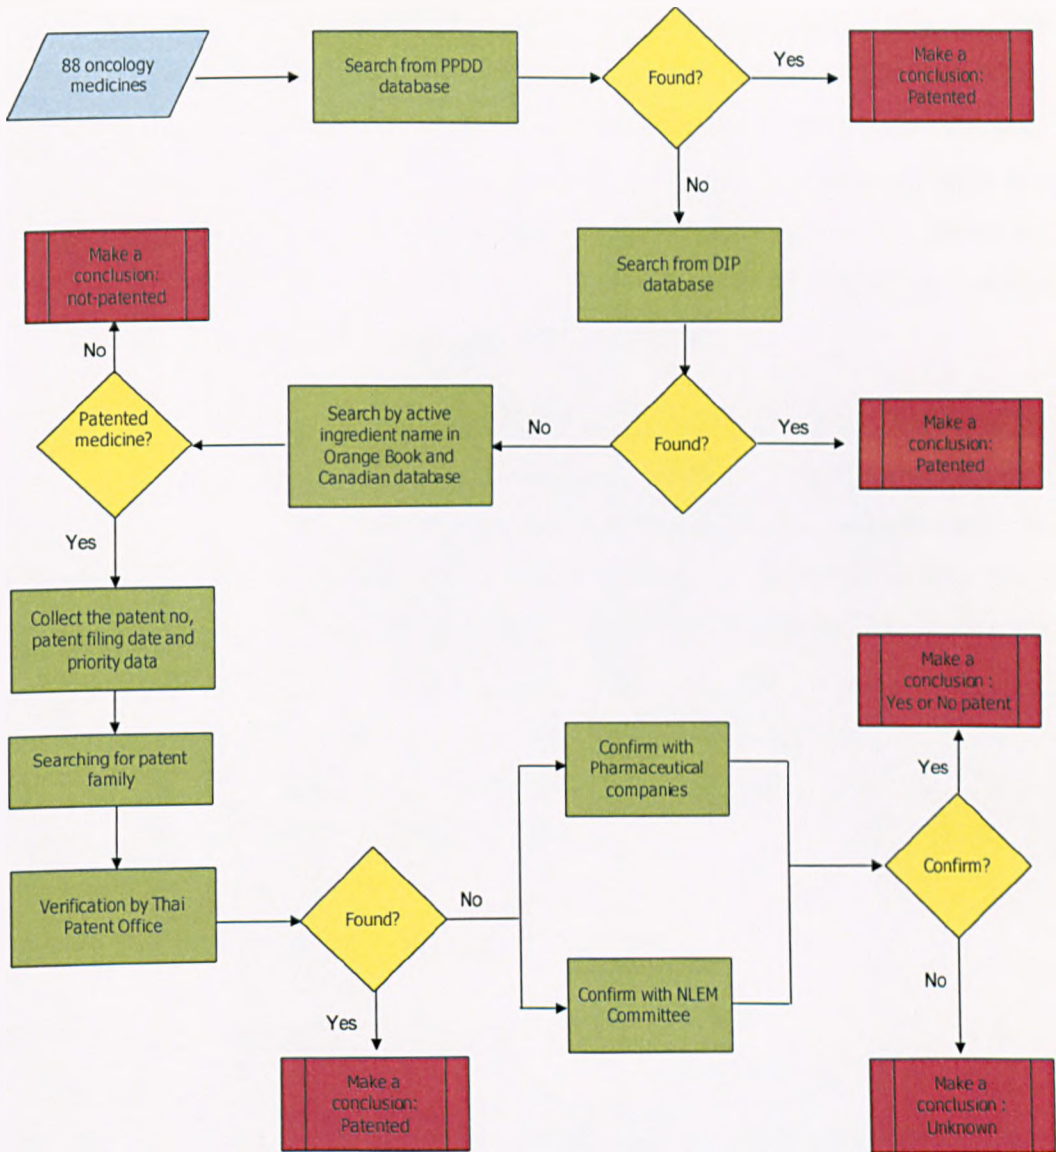 88 oncology
medicines
Search from PPDD
database
Found?
Yes
Make a
conclusion:
Patented
No
Search from DIP
database
Found?
Yes
Make a
conclusion:
Patented
No
Search by active
ingredient name in
Orange Book and
Canadian database
Patented
medicine?
No
Make a
conclusion:
not-patented
Yes
Collect the patent no,
patent filing date and
priority data
Searching for patent
family
Verification by Thai
Patent Office
Found?
Yes
Make a
conclusion:
Patented
No
Confirm with
Pharmaceutical
companies
Confirm with NLEM
Committee
Confirm?
Yes
Make a
conclusion :
Yes or No patent
No
Make a
conclusion :
Unknown